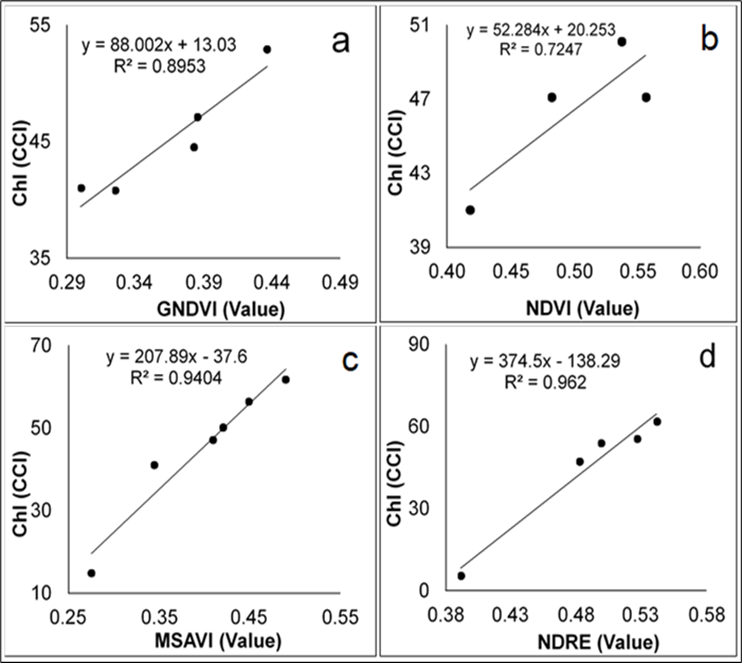 a
y = 88.002x + 13.03
R² = 0.8953
Chl (CCI)
55
45
35
0.29 0.34 0.39 0.44 0.49
GNDVI (Value)
b
y = 52.284x + 20.253
R² = 0.7247
Chl (CCI)
51
47
43
39
0.40 0.45 0.50 0.55 0.60
NDVI (Value)
c
y = 207.89x - 37.6
R² = 0.9404
Chl (CCI)
70
50
30
10
0.25 0.35 0.45 0.55
MSAVI (Value)
d
y = 374.5x - 138.29
R² = 0.962
Chl (CCI)
90
60
30
0
0.38 0.43 0.48 0.53 0.58
NDRE (Value)